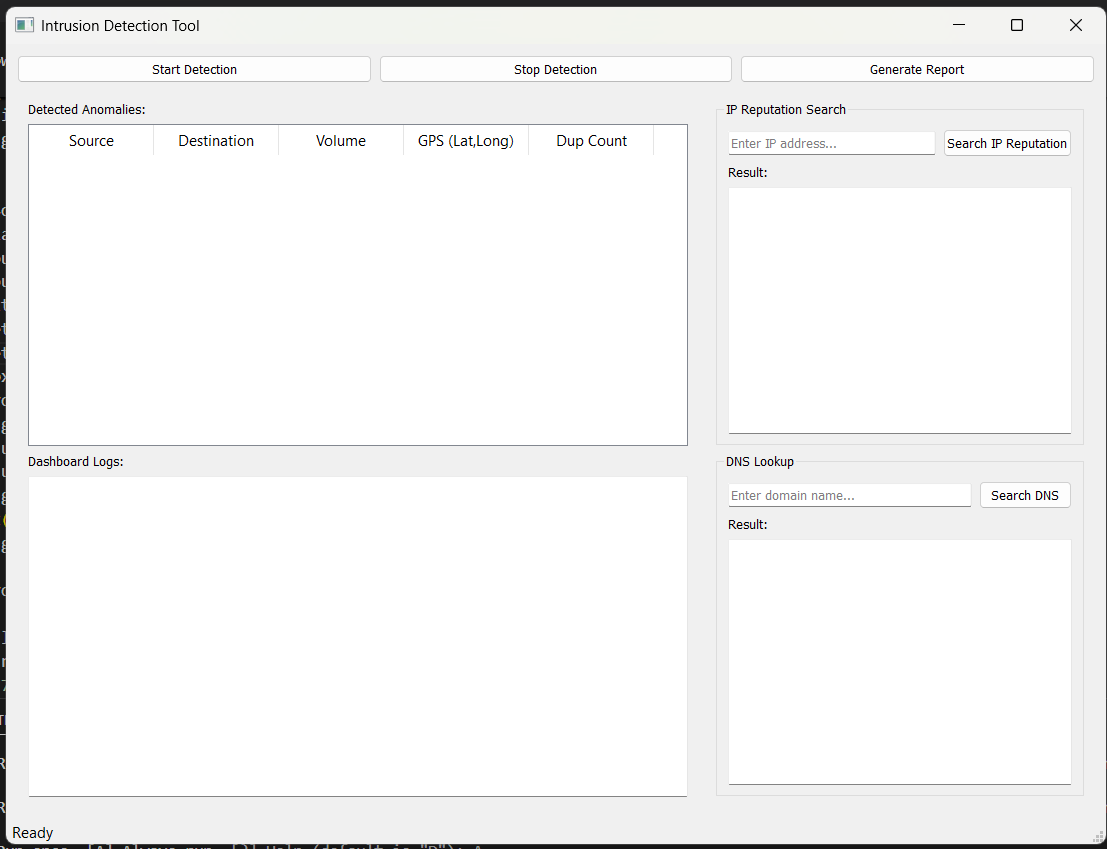 Intrusion Detection Tool
Start Detection
Stop Detection
Generate Report
Detected Anomalies:
Source Destination Volume GPS (Lat,Long) Dup Count
IP Reputation Search
Enter IP address...
Search IP Reputation
Result:
Dashboard Logs:
DNS Lookup
Enter domain name...
Search DNS
Result:
Ready